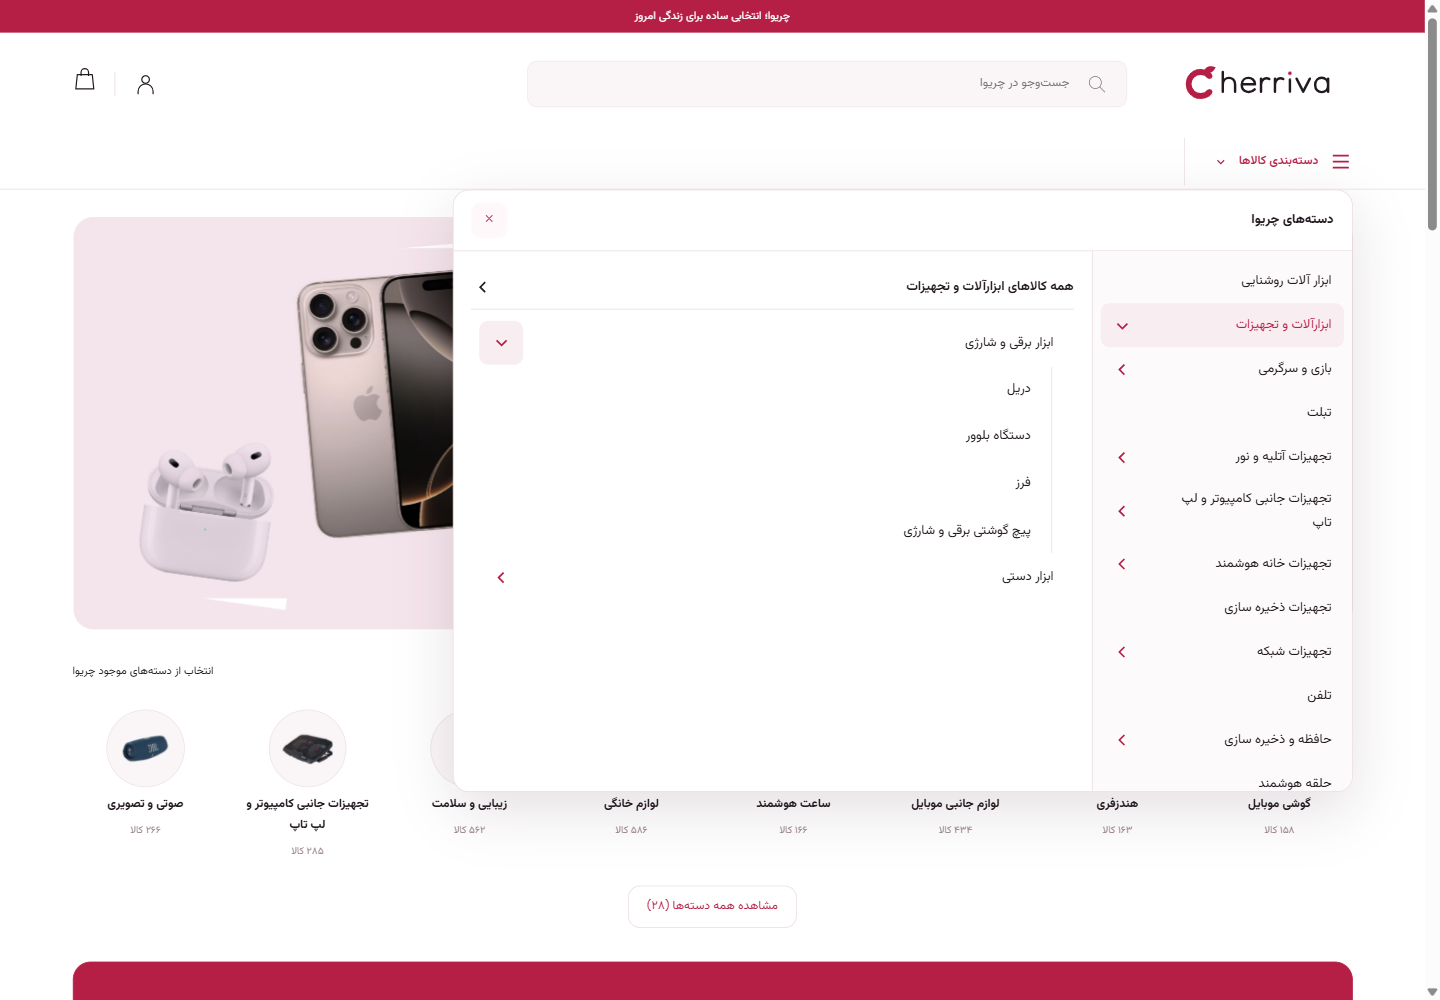 چریوا؛ انتخابی ساده برای زندگی امروز
Cherriva
جست‌وجو در چریوا
دسته‌بندی کالاها
دسته‌های چریوا
×
ابزار آلات روشنایی
ابزارآلات و تجهیزات
بازی و سرگرمی
تبلت
تجهیزات آتلیه و نور
تجهیزات جانبی کامپیوتر و لپ
تاپ
تجهیزات خانه هوشمند
تجهیزات ذخیره سازی
تجهیزات شبکه
تلفن
حافظه و ذخیره سازی
حلقه هوشمند
همه کالاهای ابزارآلات و تجهیزات
ابزار برقی و شارژی
دریل
دستگاه بلوور
فرز
پیچ گوشتی برقی و شارژی
ابزار دستی
انتخاب از دسته‌های موجود چریوا
گوشی موبایل
۱۵۸ کالا
هندزفری
۱۶۳ کالا
لوازم جانبی موبایل
۴۳۴ کالا
ساعت هوشمند
۱۶۶ کالا
لوازم خانگی
۵۸۶ کالا
زیبایی و سلامت
۵۶۲ کالا
تجهیزات جانبی کامپیوتر و
لپ تاپ
۲۸۵ کالا
صوتی و تصویری
۲۶۶ کالا
مشاهده همه دسته‌ها (۲۸)